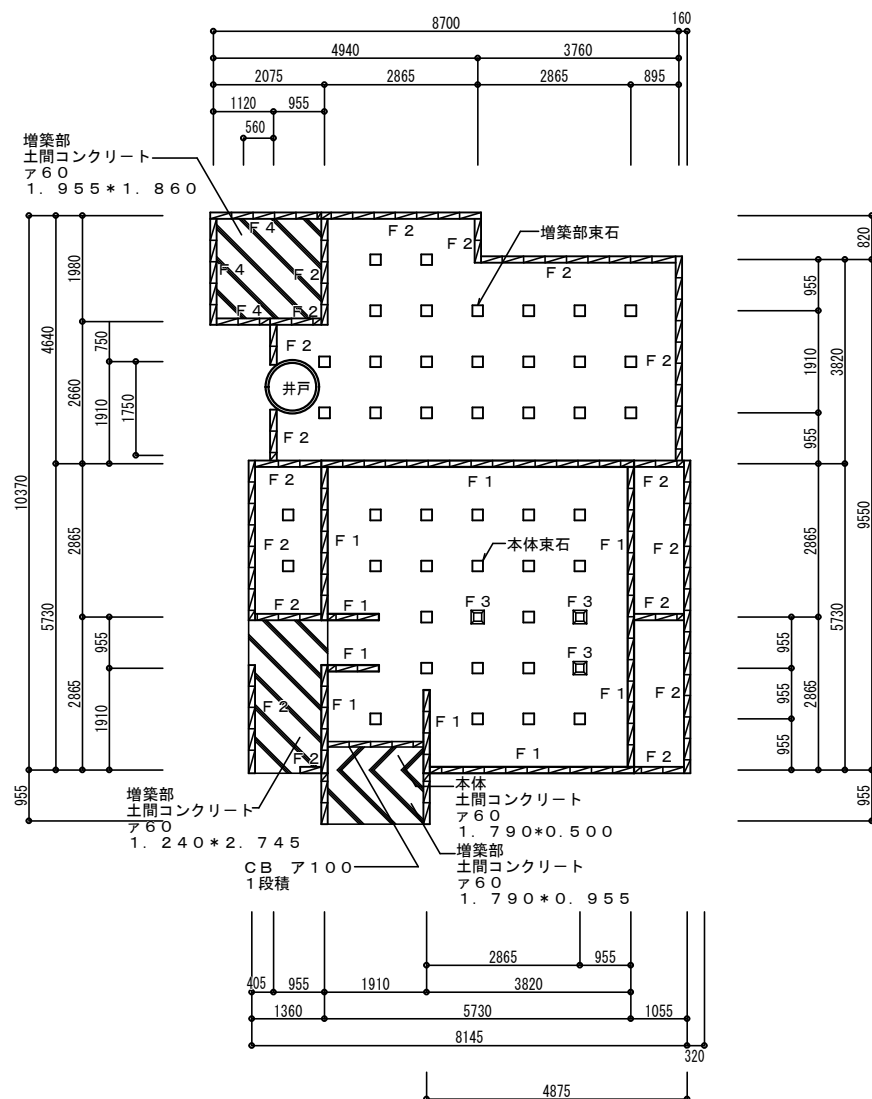 8700
160
4940
3760
2075
2865
2865
895
1120
955
560
増築部
土間コンクリート
ァ60
1．955＊1．860
10370
955
4640
5730
1980
2660
2865
2865
750
1910
955
1910
1750
F4
F4
F4
F2
F2
F2
F2
F2
増築部束石
F2
F2
井戸
F2
F2
F1
F2
F2
F1
本体束石
F1
F2
F2
F1
F3
F3
F2
F1
F3
F2
F1
F1
F1
F2
F2
F1
F2
820
955
1910
955
3820
9550
2865
5730
955
955
955
2865
955
増築部
土間コンクリート
ァ60
1．240＊2．745
CB　ア100
1段積
本体
土間コンクリート
ァ60
1．790＊0．500
増築部
土間コンクリート
ァ60
1．790＊0．955
2865
955
405
955
1910
3820
1360
5730
1055
8145
320
4875